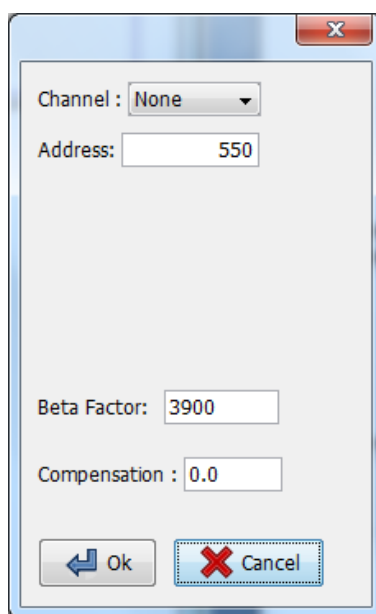 Channel : None
Address: 550
Beta Factor: 3900
Compensation : 0.0
Ok Cancel